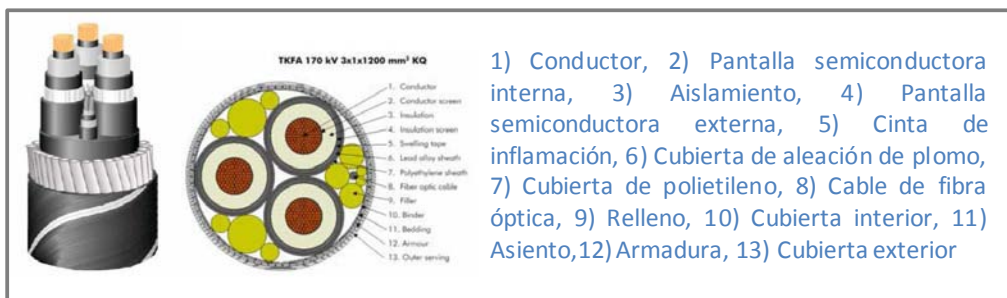 TKFA 170 kV 3x1x1200 mm² KQ
1. Conductor
2. Conductor screen
3. Insulation
4. Insulation screen
5. Swelling tape
6. Lead alloy sheath
7. Polyethylene sheath
8. Fiber optic cable
9. Filler
10. Binder
11. Bedding
12. Armour
13. Outer serving
1) Conductor, 2) Pantalla semiconductora
interna, 3) Aislamiento, 4) Pantalla
semiconductora externa, 5) Cinta de
inflamación, 6) Cubierta de aleación de plomo,
7) Cubierta de polietileno, 8) Cable de fibra
óptica, 9) Relleno, 10) Cubierta interior, 11)
Asiento,12) Armadura, 13) Cubierta exterior